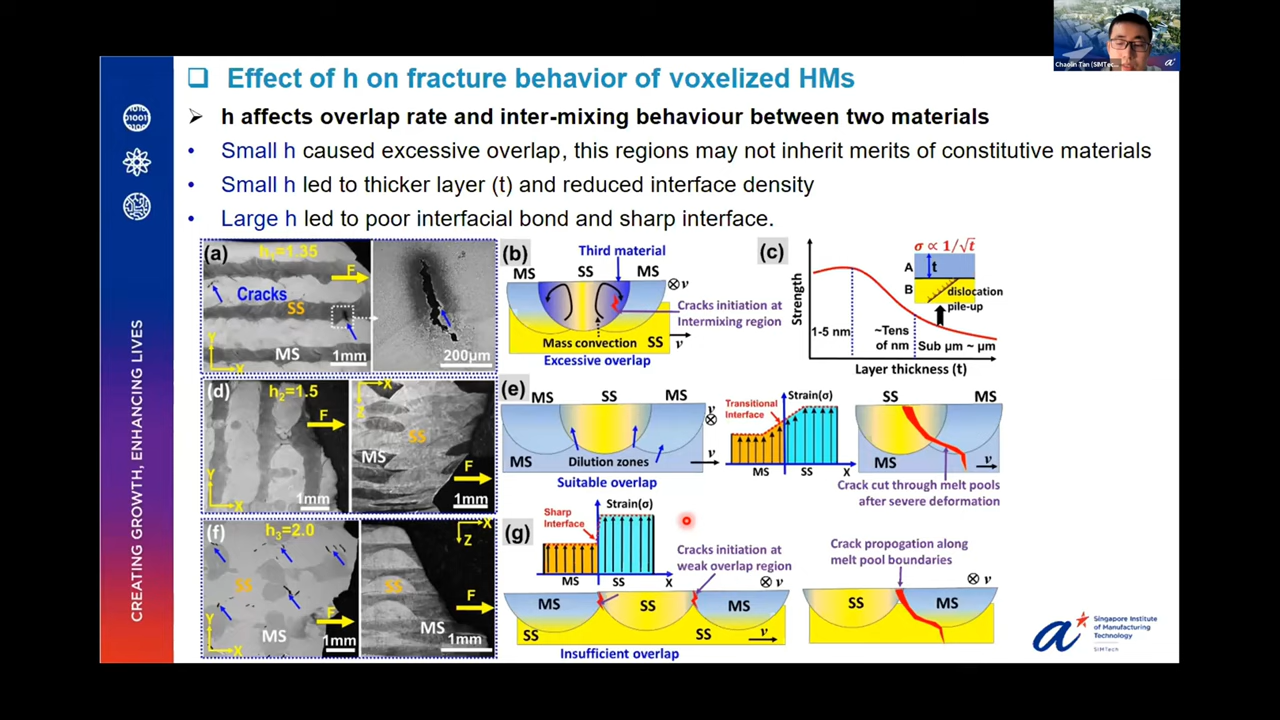 Chaolin Tan (SIMTec...
❑ Effect of h on fracture behavior of voxelized HMs
➢ h affects overlap rate and inter-mixing behaviour between two materials
• Small h caused excessive overlap, this regions may not inherit merits of constitutive materials
• Small h led to thicker layer (t) and reduced interface density
• Large h led to poor interfacial bond and sharp interface.
CREATING GROWTH, ENHANCING LIVES
(a)
h₁=1.35
F
Cracks
SS
MS
Y
X
1mm
200μm
(b)
Third material
MS
SS
MS
⊗ v
Cracks initiation at
Intermixing region
Mass convection
SS
v
Excessive overlap
(c)
σ ∝ 1/√t
A
t
B
dislocation
pile-up
Strength
1-5 nm
~Tens
of nm
Sub μm ~ μm
Layer thickness (t)
(d)
h₂=1.5
F
SS
MS
Y
X
1mm
X
Z
SS
MS
F
1mm
(e)
MS
SS
MS
v
⊗
MS
Dilution zones
v
Suitable overlap
Transitional
Interface
Strain(σ)
MS
SS
X
SS
MS
MS
v
Crack cut through melt pools
after severe deformation
(f)
h₃=2.0
SS
F
MS
Y
X
1mm
X
Z
SS
F
MS
1mm
(g)
Sharp
Interface
Strain(σ)
MS
SS
X
Cracks initiation at
weak overlap region
⊗ v
MS
SS
MS
SS
SS
v
Insufficient overlap
Crack propogation along
melt pool boundaries
⊗ v
SS
MS
Singapore Institute
of Manufacturing
Technology
SIMTech